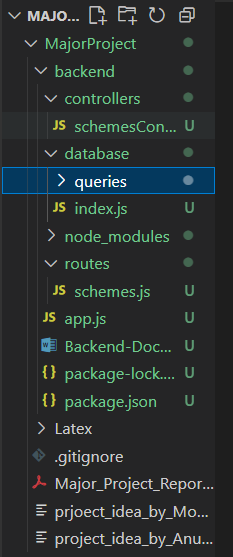 MAJO...
MajorProject
backend
controllers
JS schemesCon... U
database
queries
JS index.js U
node_modules
routes
JS schemes.js U
JS app.js U
Backend-Doc... U
{} package-lock.... U
{} package.json U
Latex
.gitignore
Major_Project_Repor...
prjoect_idea_by_Mo...
project_idea_by_Anu...